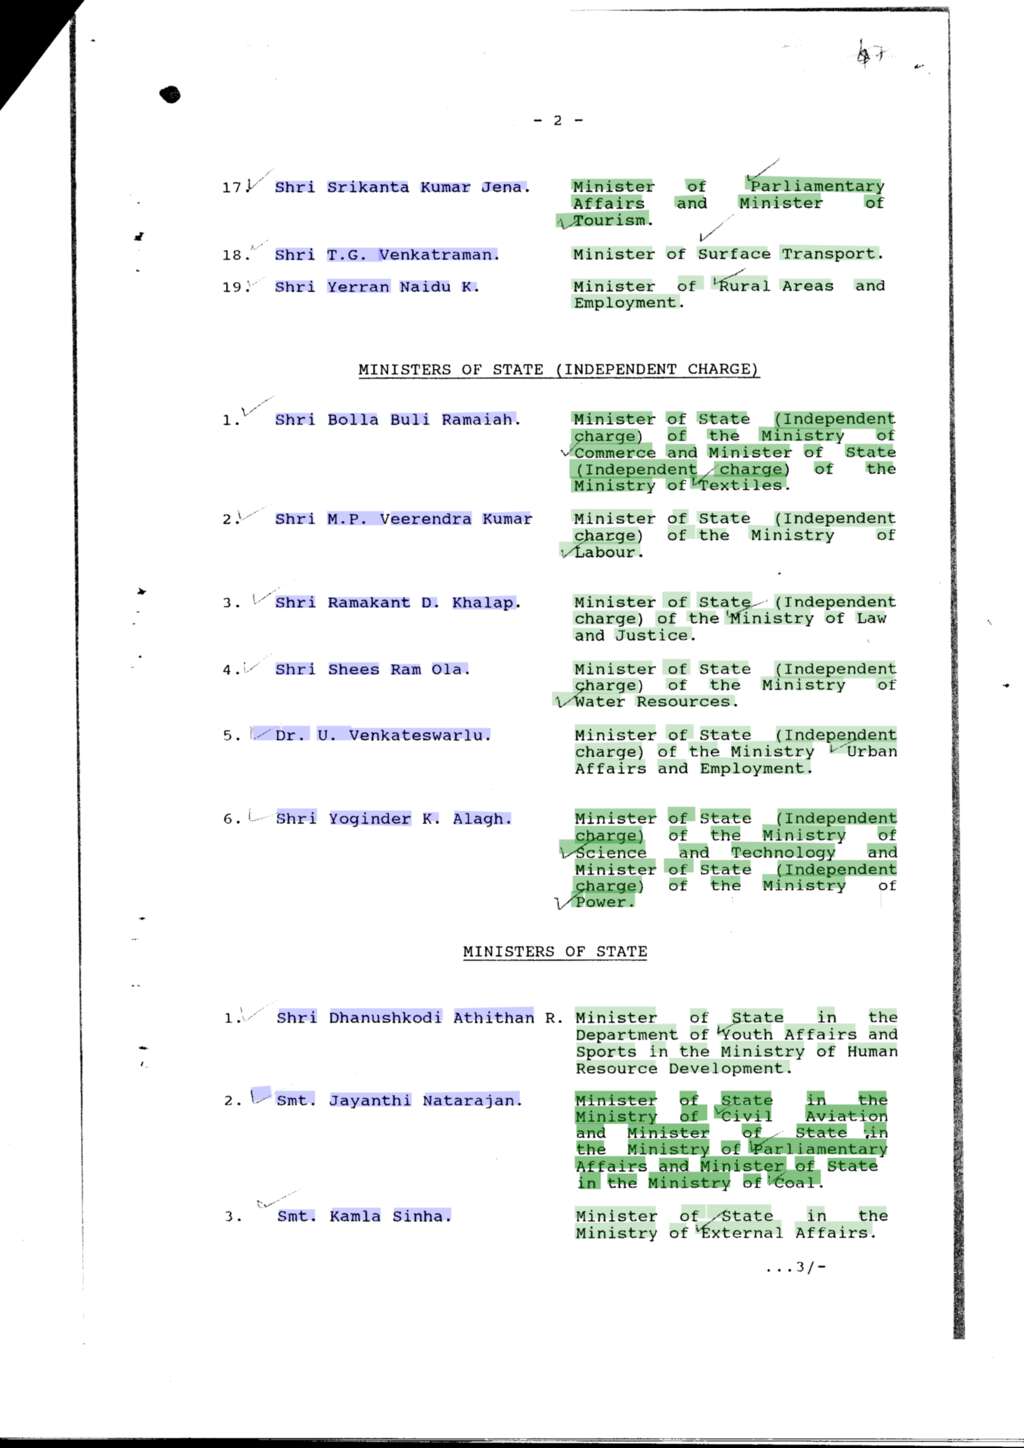 - 2 -
17. Shri Srikanta Kumar Jena. Minister of Parliamentary
Affairs and Minister of
Tourism.
18. Shri T.G. Venkatraman. Minister of Surface Transport.
19. Shri Yerran Naidu K. Minister of Rural Areas and
Employment.
MINISTERS OF STATE (INDEPENDENT CHARGE)
1. Shri Bolla Buli Ramaiah. Minister of State (Independent
charge) of the Ministry of
Commerce and Minister of State
(Independent charge) of the
Ministry of Textiles.
2. Shri M.P. Veerendra Kumar Minister of State (Independent
charge) of the Ministry of
Labour.
3. Shri Ramakant D. Khalap. Minister of State (Independent
charge) of the Ministry of Law
and Justice.
4. Shri Shees Ram Ola. Minister of State (Independent
charge) of the Ministry of
Water Resources.
5. Dr. U. Venkateswarlu. Minister of State (Independent
charge) of the Ministry Urban
Affairs and Employment.
6. Shri Yoginder K. Alagh. Minister of State (Independent
charge) of the Ministry of
Science and Technology and
Minister of State (Independent
charge) of the Ministry of
Power.
MINISTERS OF STATE
1. Shri Dhanushkodi Athithan R. Minister of State in the
Department of Youth Affairs and
Sports in the Ministry of Human
Resource Development.
2. Smt. Jayanthi Natarajan. Minister of State in the
Ministry of Civil Aviation
and Minister of State in
the Ministry of Parliamentary
Affairs and Minister of State
in the Ministry of Coal.
3. Smt. Kamla Sinha. Minister of State in the
Ministry of External Affairs.
...3/-